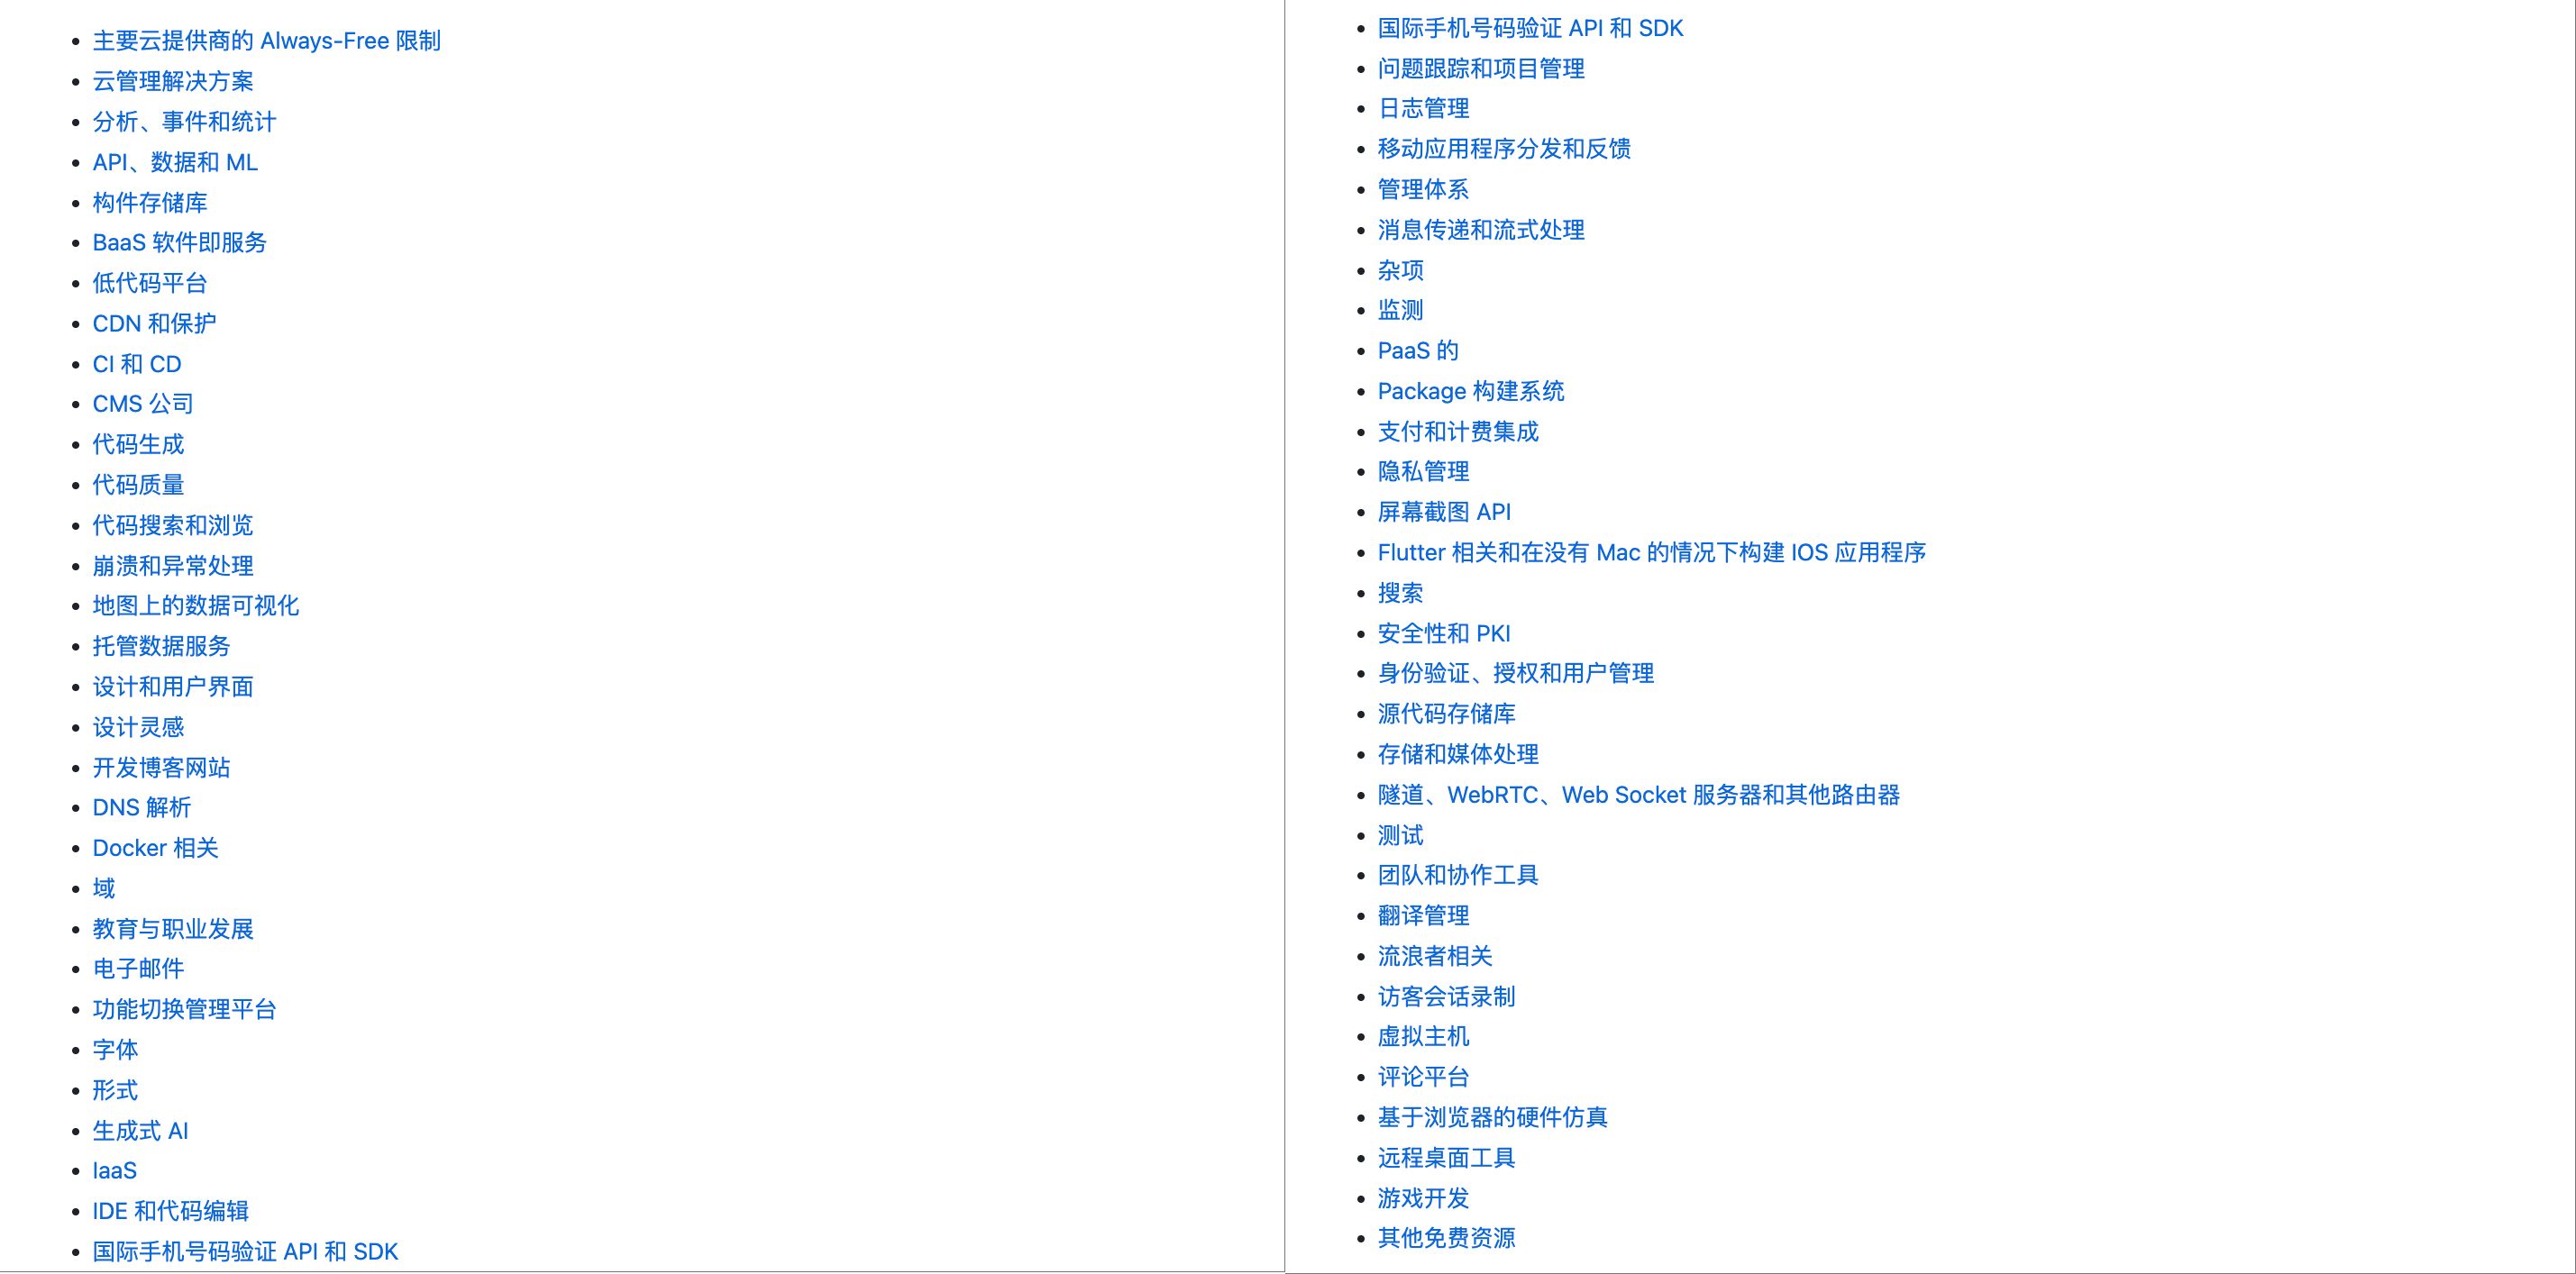 主要云提供商的 Always-Free 限制
云管理解决方案
分析、事件和统计
API、数据和 ML
构件存储库
BaaS 软件即服务
低代码平台
CDN 和保护
CI 和 CD
CMS 公司
代码生成
代码质量
代码搜索和浏览
崩溃和异常处理
地图上的数据可视化
托管数据服务
设计和用户界面
设计灵感
开发博客网站
DNS 解析
Docker 相关
域
教育与职业发展
电子邮件
功能切换管理平台
字体
形式
生成式 AI
IaaS
IDE 和代码编辑
国际手机号码验证 API 和 SDK
国际手机号码验证 API 和 SDK
问题跟踪和项目管理
日志管理
移动应用程序分发和反馈
管理体系
消息传递和流式处理
杂项
监测
PaaS 的
Package 构建系统
支付和计费集成
隐私管理
屏幕截图 API
Flutter 相关和在没有 Mac 的情况下构建 IOS 应用程序
搜索
安全性和 PKI
身份验证、授权和用户管理
源代码存储库
存储和媒体处理
隧道、WebRTC、Web Socket 服务器和其他路由器
测试
团队和协作工具
翻译管理
流浪者相关
访客会话录制
虚拟主机
评论平台
基于浏览器的硬件仿真
远程桌面工具
游戏开发
其他免费资源